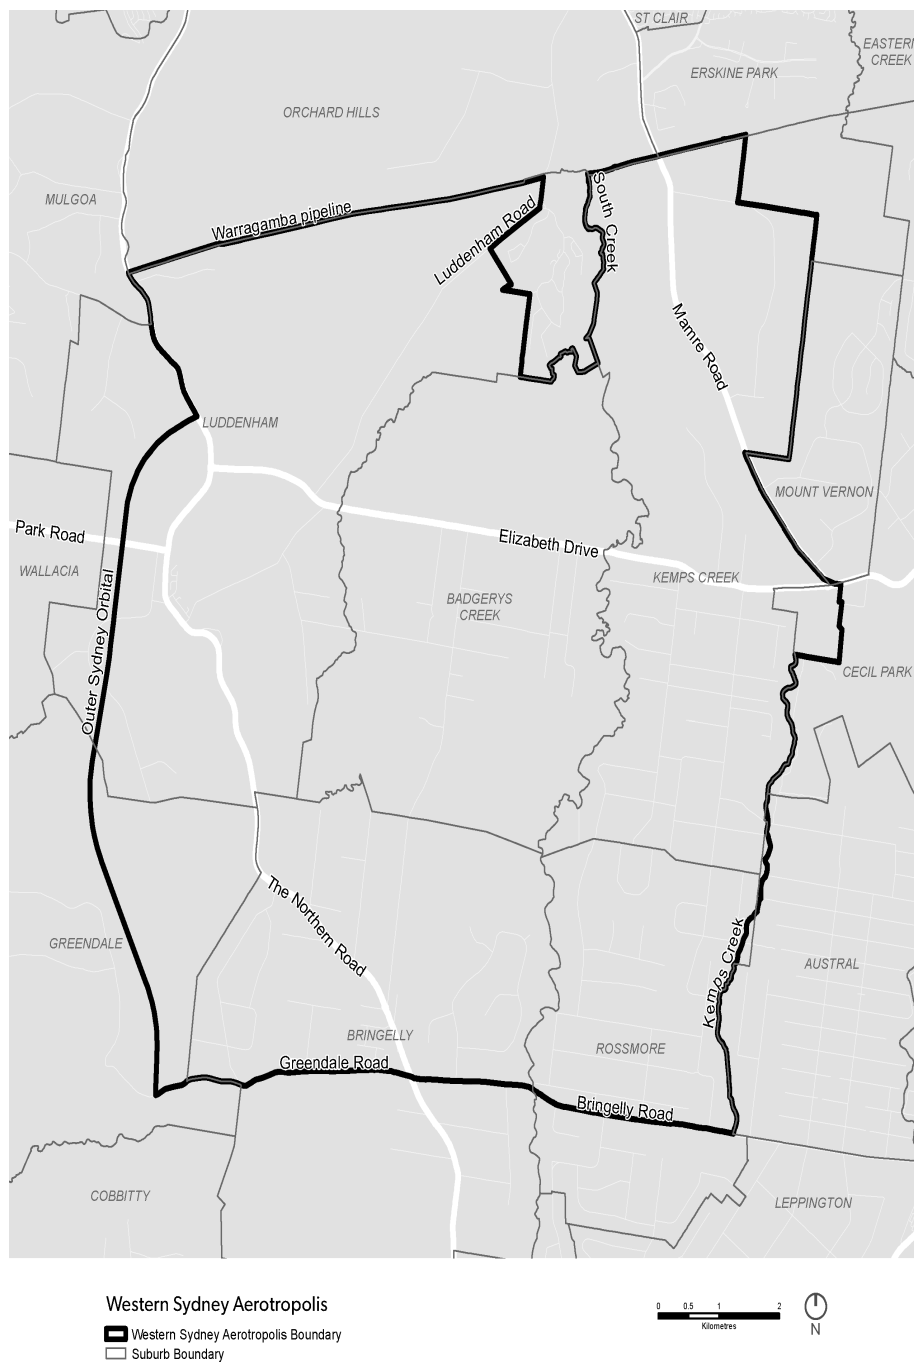 ST CLAIR
EASTERN
CREEK
ERSKINE PARK
ORCHARD HILLS
MULGOA
Warragamba pipeline
Luddenham Road
South Creek
Mamre Road
LUDDENHAM
MOUNT VERNON
Park Road
Elizabeth Drive
WALLACIA
KEMPS CREEK
BADGERYS
CREEK
Outer Sydney Orbital
CECIL PARK
The Northern Road
GREENDALE
Kemps Creek
AUSTRAL
BRINGELLY
ROSSMORE
Greendale Road
Bringelly Road
COBBITTY
LEPPINGTON
Western Sydney Aerotropolis
Western Sydney Aerotropolis Boundary
Suburb Boundary
0 0.5 1 2
Kilometres
N